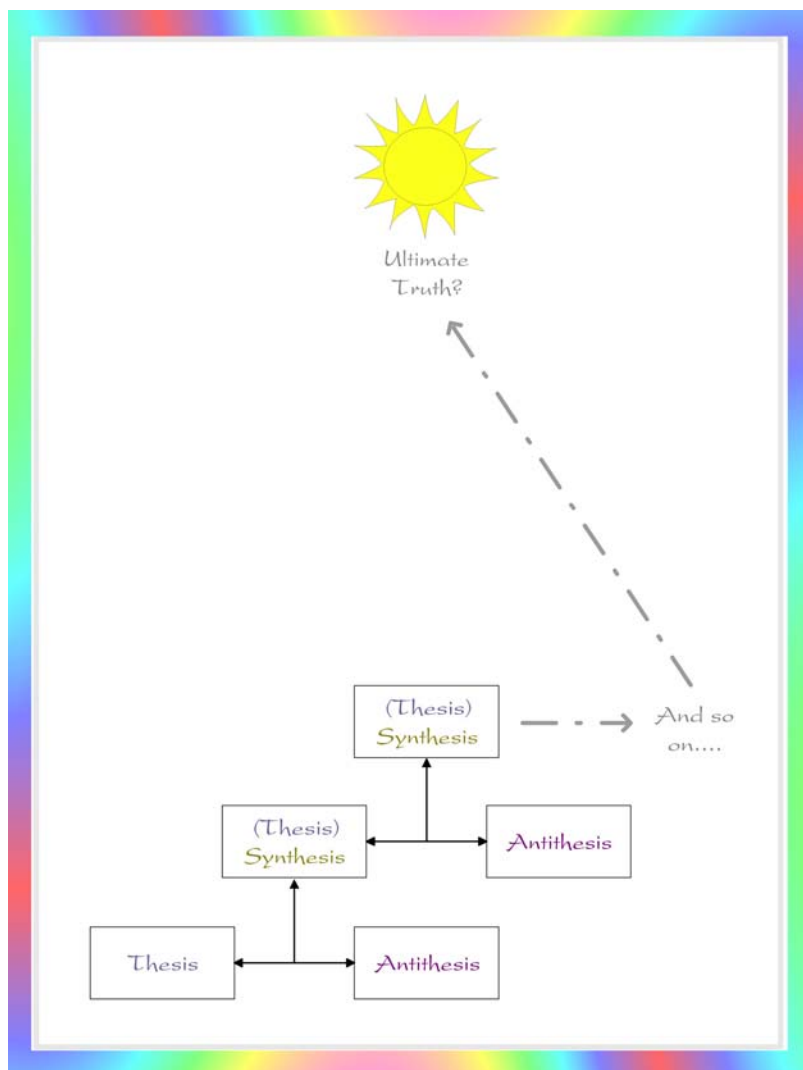 Ultimate
Truth?
(Thesis)
Synthesis
And so
on....
(Thesis)
Synthesis
Antithesis
Thesis
Antithesis